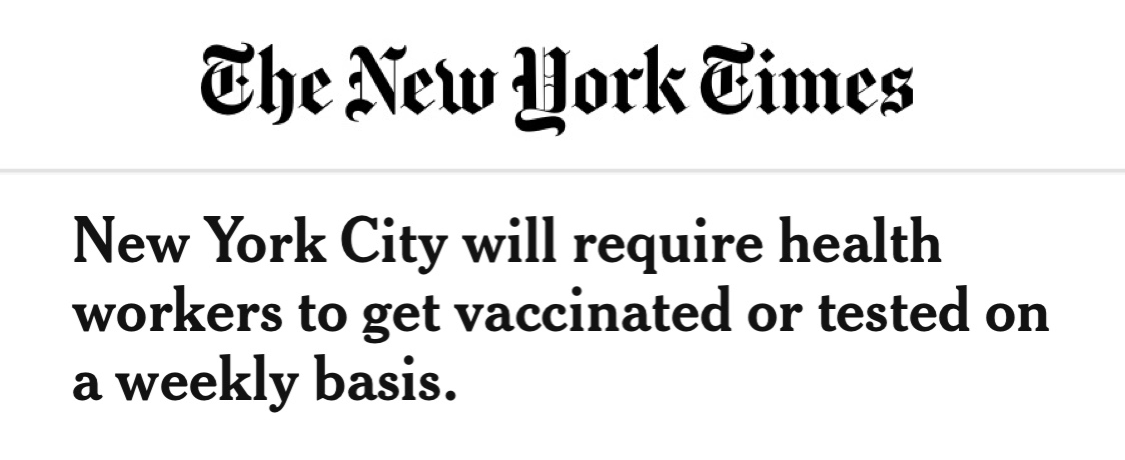 The New York Times
New York City will require health
workers to get vaccinated or tested on
a weekly basis.